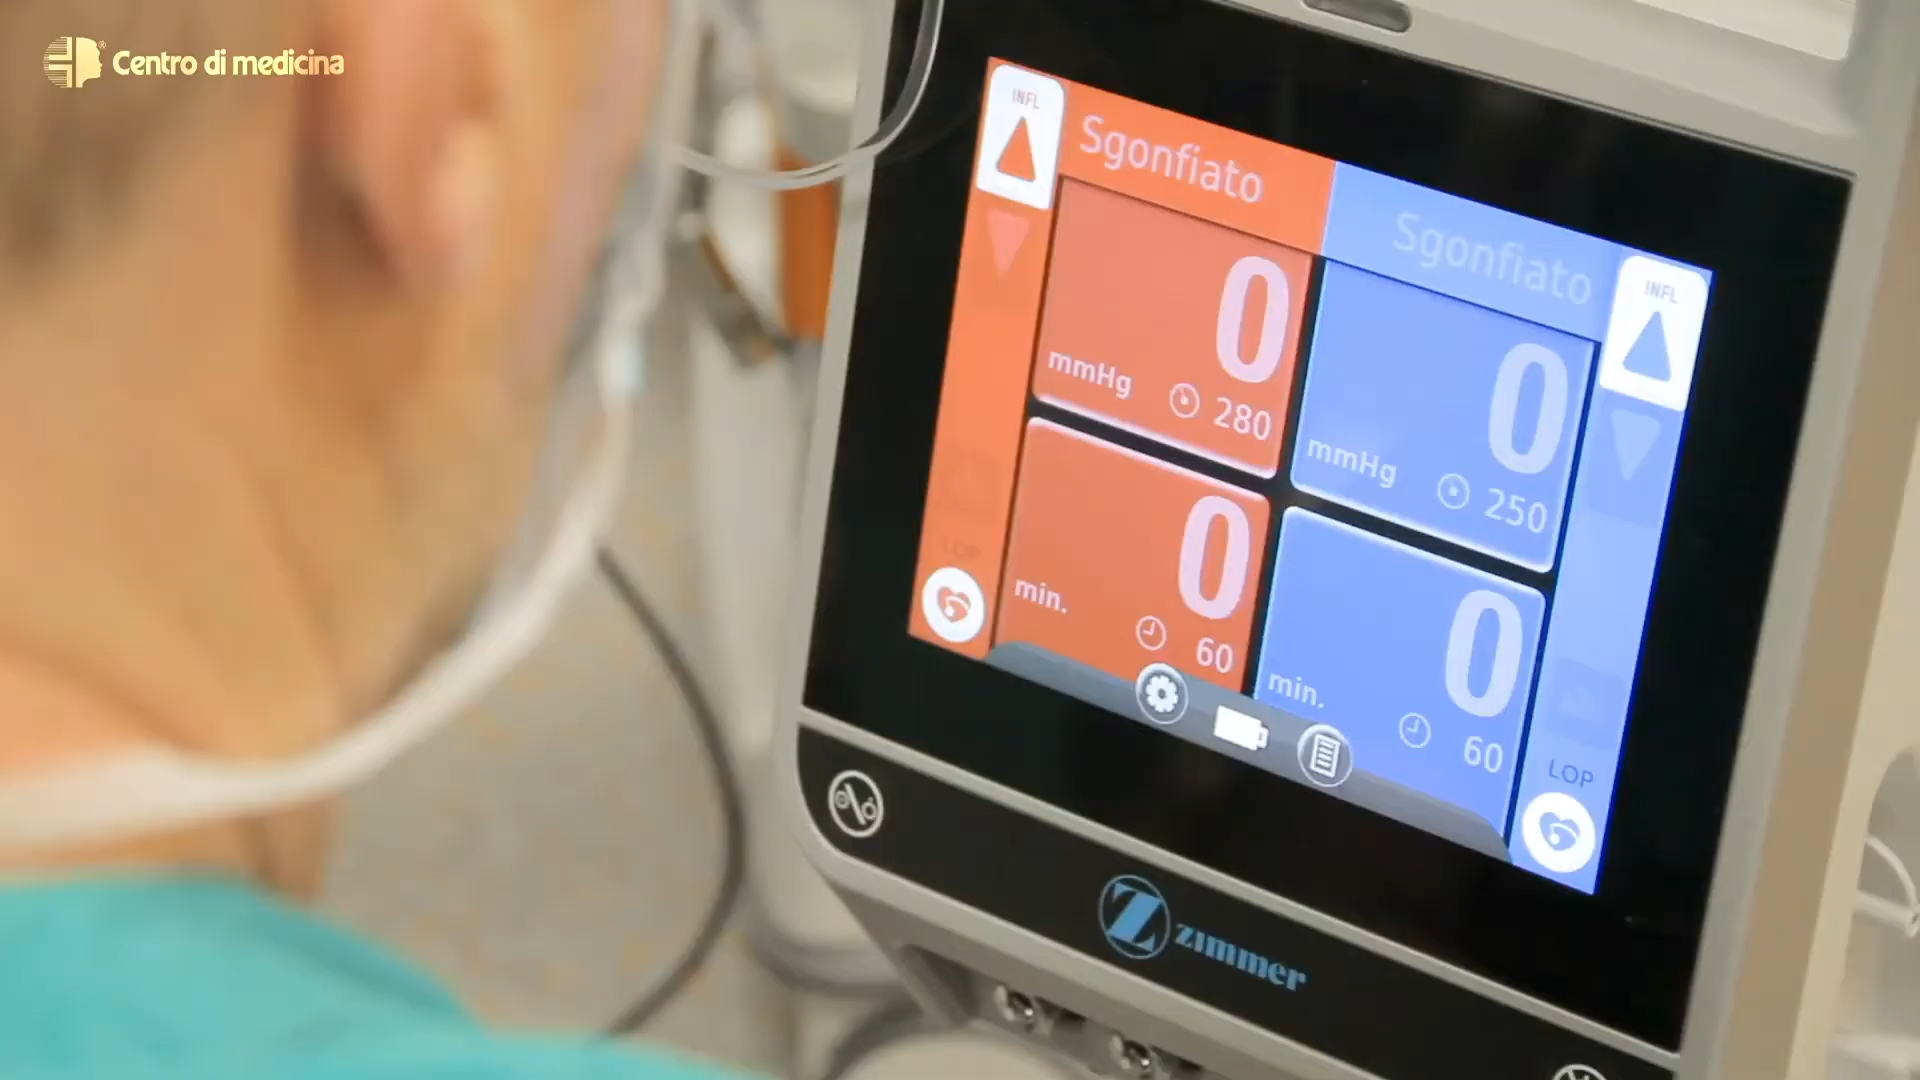 Centro di medicina
INFL
Sgonfiato
0
mmHg
280
0
min.
60
LOP
Sgonfiato
INFL
0
mmHg
250
0
min.
60
LOP
Z zimmer